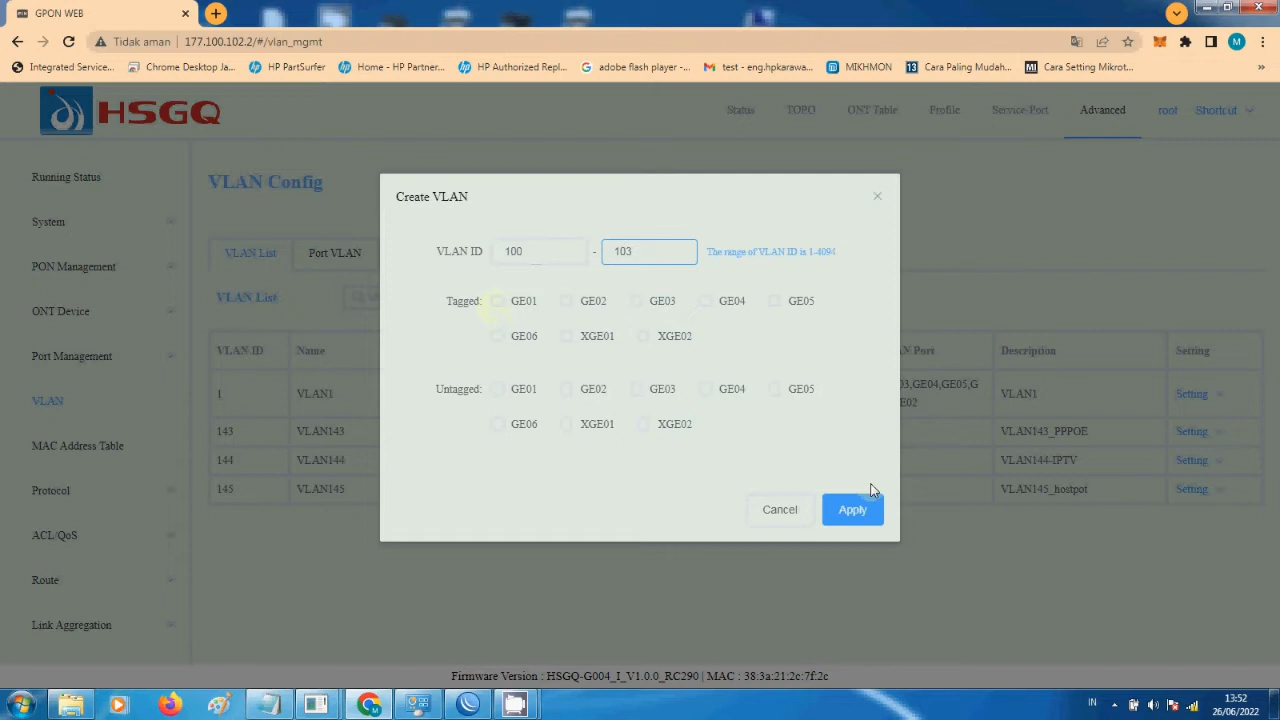 GPON WEB
Tidak aman | 177.100.102.2/#/vlan_mgmt
M
Integrated Service... Chrome Desktop Ja... HP PartSurfer Home - HP Partner... HP Authorized Repl... adobe flash player -... test - eng.hpkarawa... MIKHMON 13 Cara Paling Mudah... Cara Setting Mikrot... »
HSGQ Status TOPO ONT Table Profile Service-Port Advanced root Shortcut
Running Status
System
PON Management
ONT Device
Port Management
VLAN
MAC Address Table
Protocol
ACL/QoS
Route
Link Aggregation
VLAN Config
VLAN List Port VLAN
VLAN List
VLAN ID Name Description Setting
1 VLAN1 VLAN1 Setting
143 VLAN143 VLAN143_PPPOE Setting
144 VLAN144 VLAN144-IPTV Setting
145 VLAN145 VLAN145_hostpot Setting
N Port
03,GE04,GE05,G
E02
Create VLAN
VLAN ID 100 - 103 The range of VLAN ID is 1-4094
Tagged: GE01 GE02 GE03 GE04 GE05
GE06 XGE01 XGE02
Untagged: GE01 GE02 GE03 GE04 GE05
GE06 XGE01 XGE02
Cancel Apply
Firmware Version : HSGQ-G004_I_V1.0.0_RC290 | MAC : 38:3a:21:2c:7f:2c
IN 13:52
26/06/2022